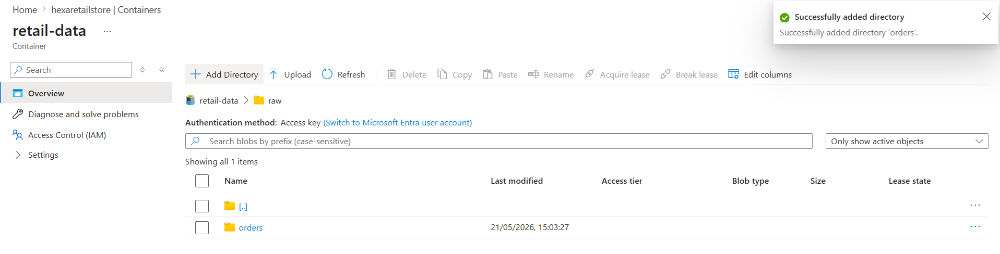 Home > hexaretailstore | Containers
retail-data ...
Container
Successfully added directory
Successfully added directory 'orders'.
Search
Overview
Diagnose and solve problems
Access Control (IAM)
Settings
Add Directory Upload Refresh Delete Copy Paste Rename Acquire lease Break lease Edit columns
retail-data > raw
Authentication method: Access key (Switch to Microsoft Entra user account)
Search blobs by prefix (case-sensitive) Only show active objects
Showing all 1 items
Name Last modified Access tier Blob type Size Lease state
[..] ...
orders 21/05/2026, 15:03:27 ...